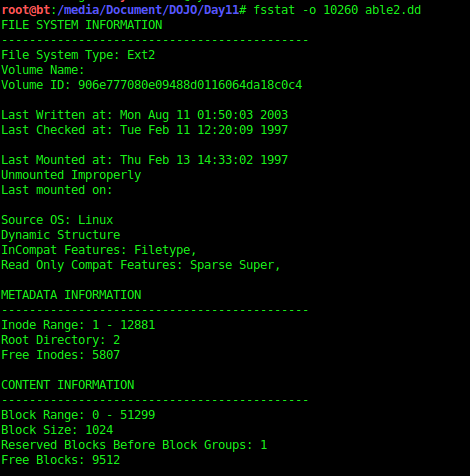 root@bt:/media/Document/DOJO/Day11# fsstat -o 10260 able2.dd
FILE SYSTEM INFORMATION
--------------------------------------------
File System Type: Ext2
Volume Name:
Volume ID: 906e777080e09488d0116064da18c0c4
Last Written at: Mon Aug 11 01:50:03 2003
Last Checked at: Tue Feb 11 12:20:09 1997
Last Mounted at: Thu Feb 13 14:33:02 1997
Unmounted Improperly
Last mounted on:
Source OS: Linux
Dynamic Structure
InCompat Features: Filetype,
Read Only Compat Features: Sparse Super,
METADATA INFORMATION
--------------------------------------------
Inode Range: 1 - 12881
Root Directory: 2
Free Inodes: 5807
CONTENT INFORMATION
--------------------------------------------
Block Range: 0 - 51299
Block Size: 1024
Reserved Blocks Before Block Groups: 1
Free Blocks: 9512